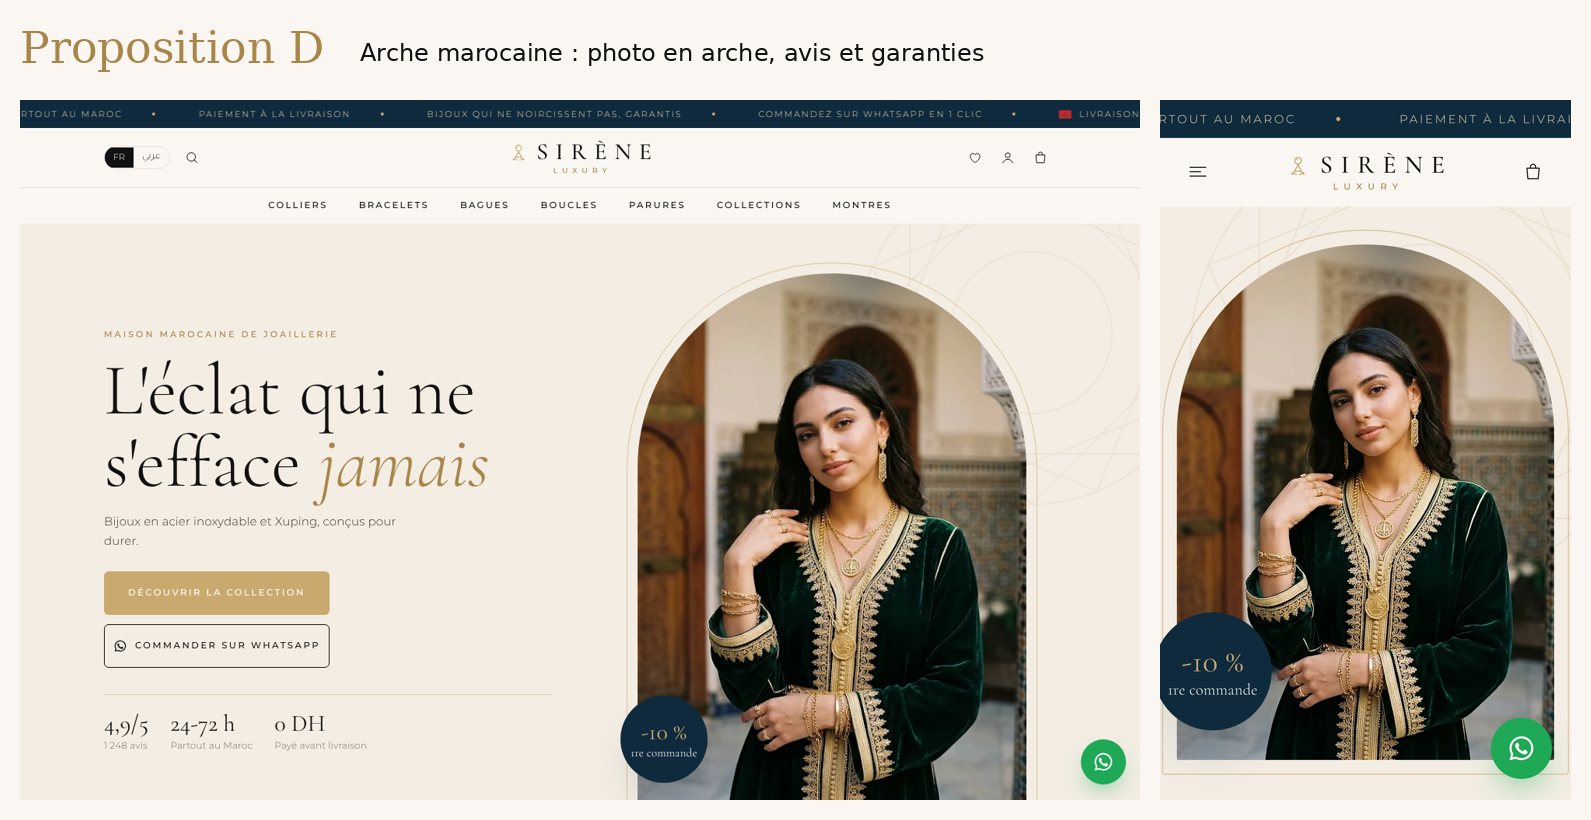 Proposition D
Arche marocaine : photo en arche, avis et garanties
RTOUT AU MAROC • PAIEMENT À LA LIVRAISON • BIJOUX QUI NE NOIRCISSENT PAS, GARANTIS • COMMANDEZ SUR WHATSAPP EN 1 CLIC • LIVRAISON
FR عربي
SIRÈNE
LUXURY
COLLIERS BRACELETS BAGUES BOUCLES PARURES COLLECTIONS MONTRES
MAISON MAROCAINE DE JOAILLERIE
L'éclat qui ne
s'efface jamais
Bijoux en acier inoxydable et Xuping, conçus pour
durer.
DÉCOUVRIR LA COLLECTION
COMMANDER SUR WHATSAPP
4,9/5 24-72 h 0 DH
1 248 avis Partout au Maroc Payé avant livraison
-10 %
1re commande
RTOUT AU MAROC • PAIEMENT À LA LIVRAI
SIRÈNE
LUXURY
-10 %
1re commande